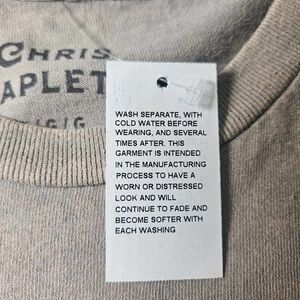 CHRIS
APLET
G/G
WASH SEPARATE, WITH
COLD WATER BEFORE
WEARING, AND SEVERAL
TIMES AFTER. THIS
GARMENT IS INTENDED
IN THE MANUFACTURING
PROCESS TO HAVE A
WORN OR DISTRESSED
LOOK AND WILL
CONTINUE TO FADE AND
BECOME SOFTER WITH
EACH WASHING